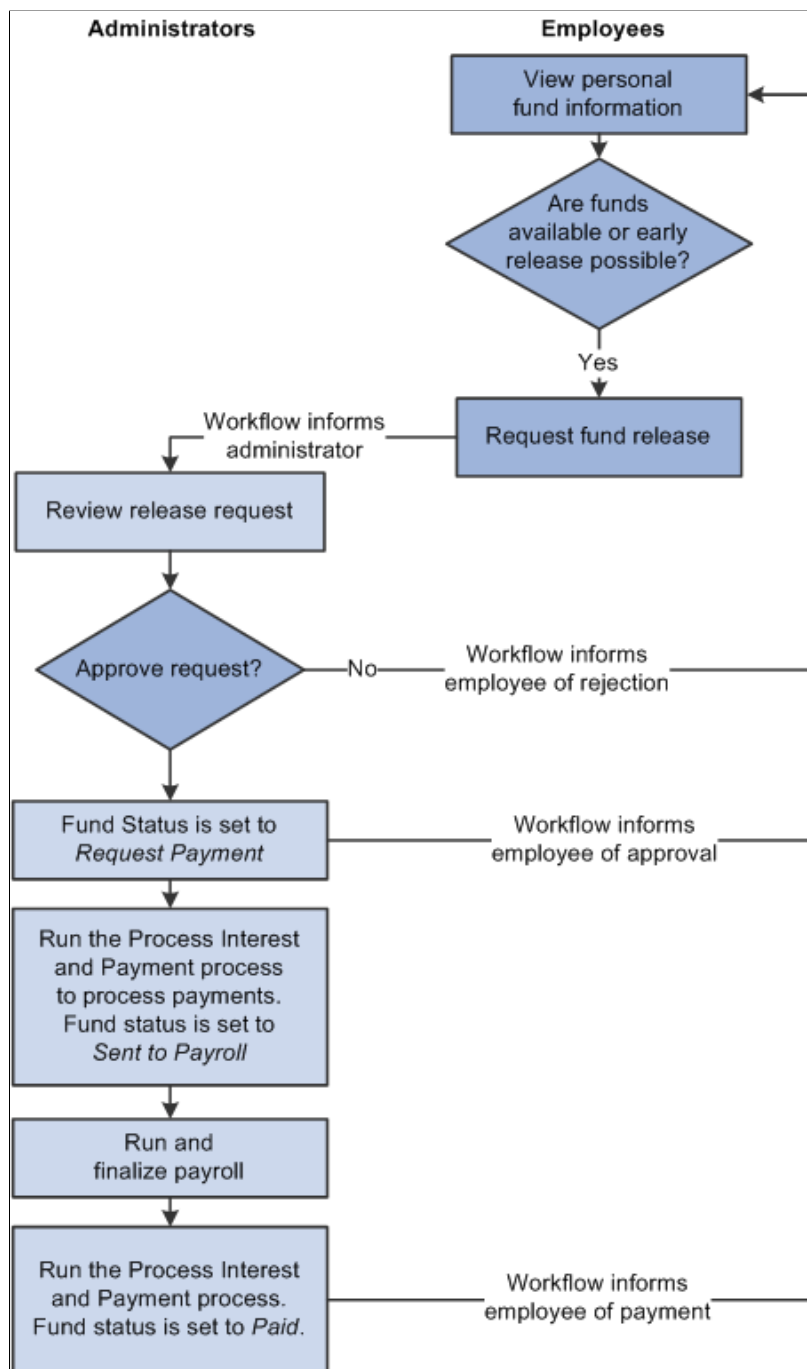 Administrators
Employees
View personal
fund information
Are funds
available or early
release possible?
Yes
Workflow informs
administrator
Request fund release
Review release request
Approve request?
No
Workflow informs
employee of rejection
Fund Status is set to
Request Payment
Workflow informs
employee of approval
Run the Process Interest
and Payment process
to process payments.
Fund status is set to
Sent to Payroll
Run and
finalize payroll
Run the Process Interest
and Payment process.
Fund status is set to Paid.
Workflow informs
employee of payment